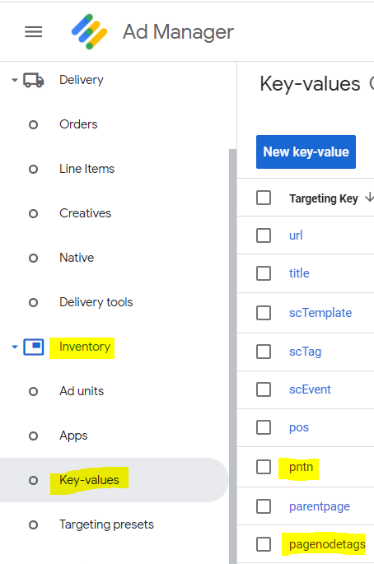 Ad Manager
Delivery
Orders
Line Items
Creatives
Native
Delivery tools
Inventory
Ad units
Apps
Key-values
Targeting presets
Key-values
New key-value
Targeting Key
url
title
scTemplate
scTag
scEvent
pos
pntn
parentpage
pagenodetags